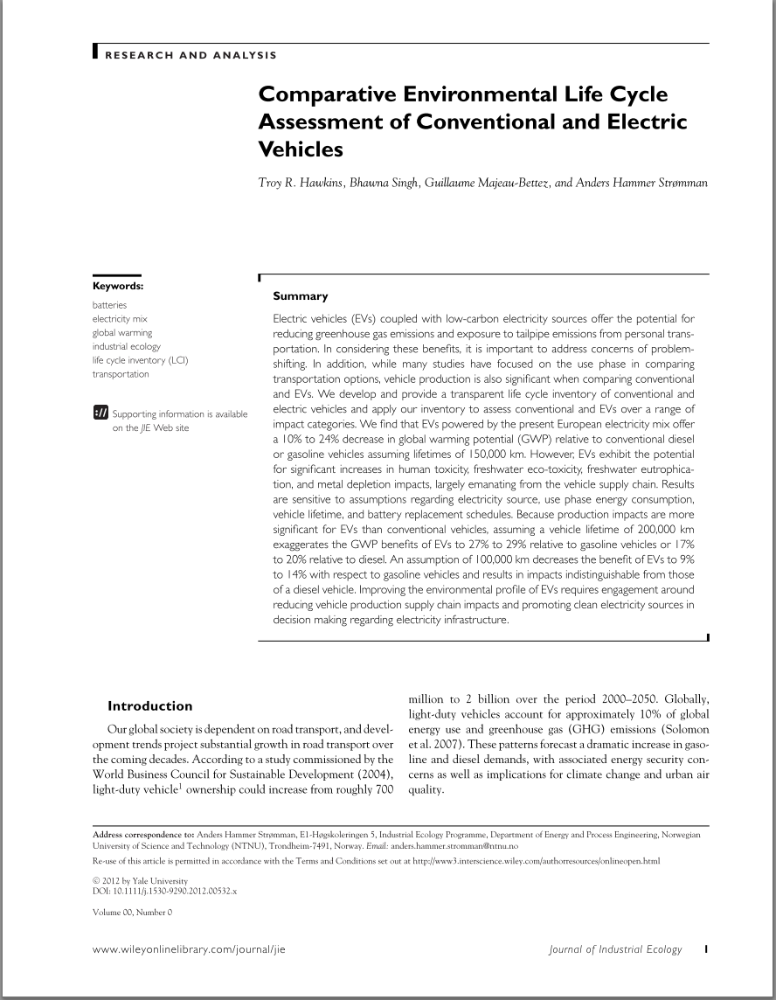 RESEARCH AND ANALYSIS
Comparative Environmental Life Cycle
Assessment of Conventional and Electric
Vehicles
Troy R. Hawkins, Bhawna Singh, Guillaume Majeau-Bettez, and Anders Hammer Strømman
Keywords:
batteries
electricity mix
global warming
industrial ecology
life cycle inventory (LCI)
transportation
Supporting information is available
on the JIE Web site
Summary
Electric vehicles (EVs) coupled with low-carbon electricity sources offer the potential for
reducing greenhouse gas emissions and exposure to tailpipe emissions from personal trans-
portation. In considering these benefits, it is important to address concerns of problem-
shifting. In addition, while many studies have focused on the use phase in comparing
transportation options, vehicle production is also significant when comparing conventional
and EVs. We develop and provide a transparent life cycle inventory of conventional and
electric vehicles and apply our inventory to assess conventional and EVs over a range of
impact categories. We find that EVs powered by the present European electricity mix offer
a 10% to 24% decrease in global warming potential (GWP) relative to conventional diesel
or gasoline vehicles assuming lifetimes of 150,000 km. However, EVs exhibit the potential
for significant increases in human toxicity, freshwater eco-toxicity, freshwater eutrophica-
tion, and metal depletion impacts, largely emanating from the vehicle supply chain. Results
are sensitive to assumptions regarding electricity source, use phase energy consumption,
vehicle lifetime, and battery replacement schedules. Because production impacts are more
significant for EVs than conventional vehicles, assuming a vehicle lifetime of 200,000 km
exaggerates the GWP benefits of EVs to 27% to 29% relative to gasoline vehicles or 17%
to 20% relative to diesel. An assumption of 100,000 km decreases the benefit of EVs to 9%
to 14% with respect to gasoline vehicles and results in impacts indistinguishable from those
of a diesel vehicle. Improving the environmental profile of EVs requires engagement around
reducing vehicle production supply chain impacts and promoting clean electricity sources in
decision making regarding electricity infrastructure.
Introduction
Our global society is dependent on road transport, and devel-
opment trends project substantial growth in road transport over
the coming decades. According to a study commissioned by the
World Business Council for Sustainable Development (2004),
light-duty vehicle1 ownership could increase from roughly 700
million to 2 billion over the period 2000–2050. Globally,
light-duty vehicles account for approximately 10% of global
energy use and greenhouse gas (GHG) emissions (Solomon
et al. 2007). These patterns forecast a dramatic increase in gaso-
line and diesel demands, with associated energy security con-
cerns as well as implications for climate change and urban air
quality.
Address correspondence to: Anders Hammer Strømman, E1-Høgskoleringen 5, Industrial Ecology Programme, Department of Energy and Process Engineering, Norwegian
University of Science and Technology (NTNU), Trondheim-7491, Norway. Email: anders.hammer.stromman@ntnu.no
Re-use of this article is permitted in accordance with the Terms and Conditions set out at http://www3.interscience.wiley.com/authorresources/onlineopen.html
© 2012 by Yale University
DOI: 10.1111/j.1530-9290.2012.00532.x
Volume 00, Number 0
www.wileyonlinelibrary.com/journal/jie
Journal of Industrial Ecology 1